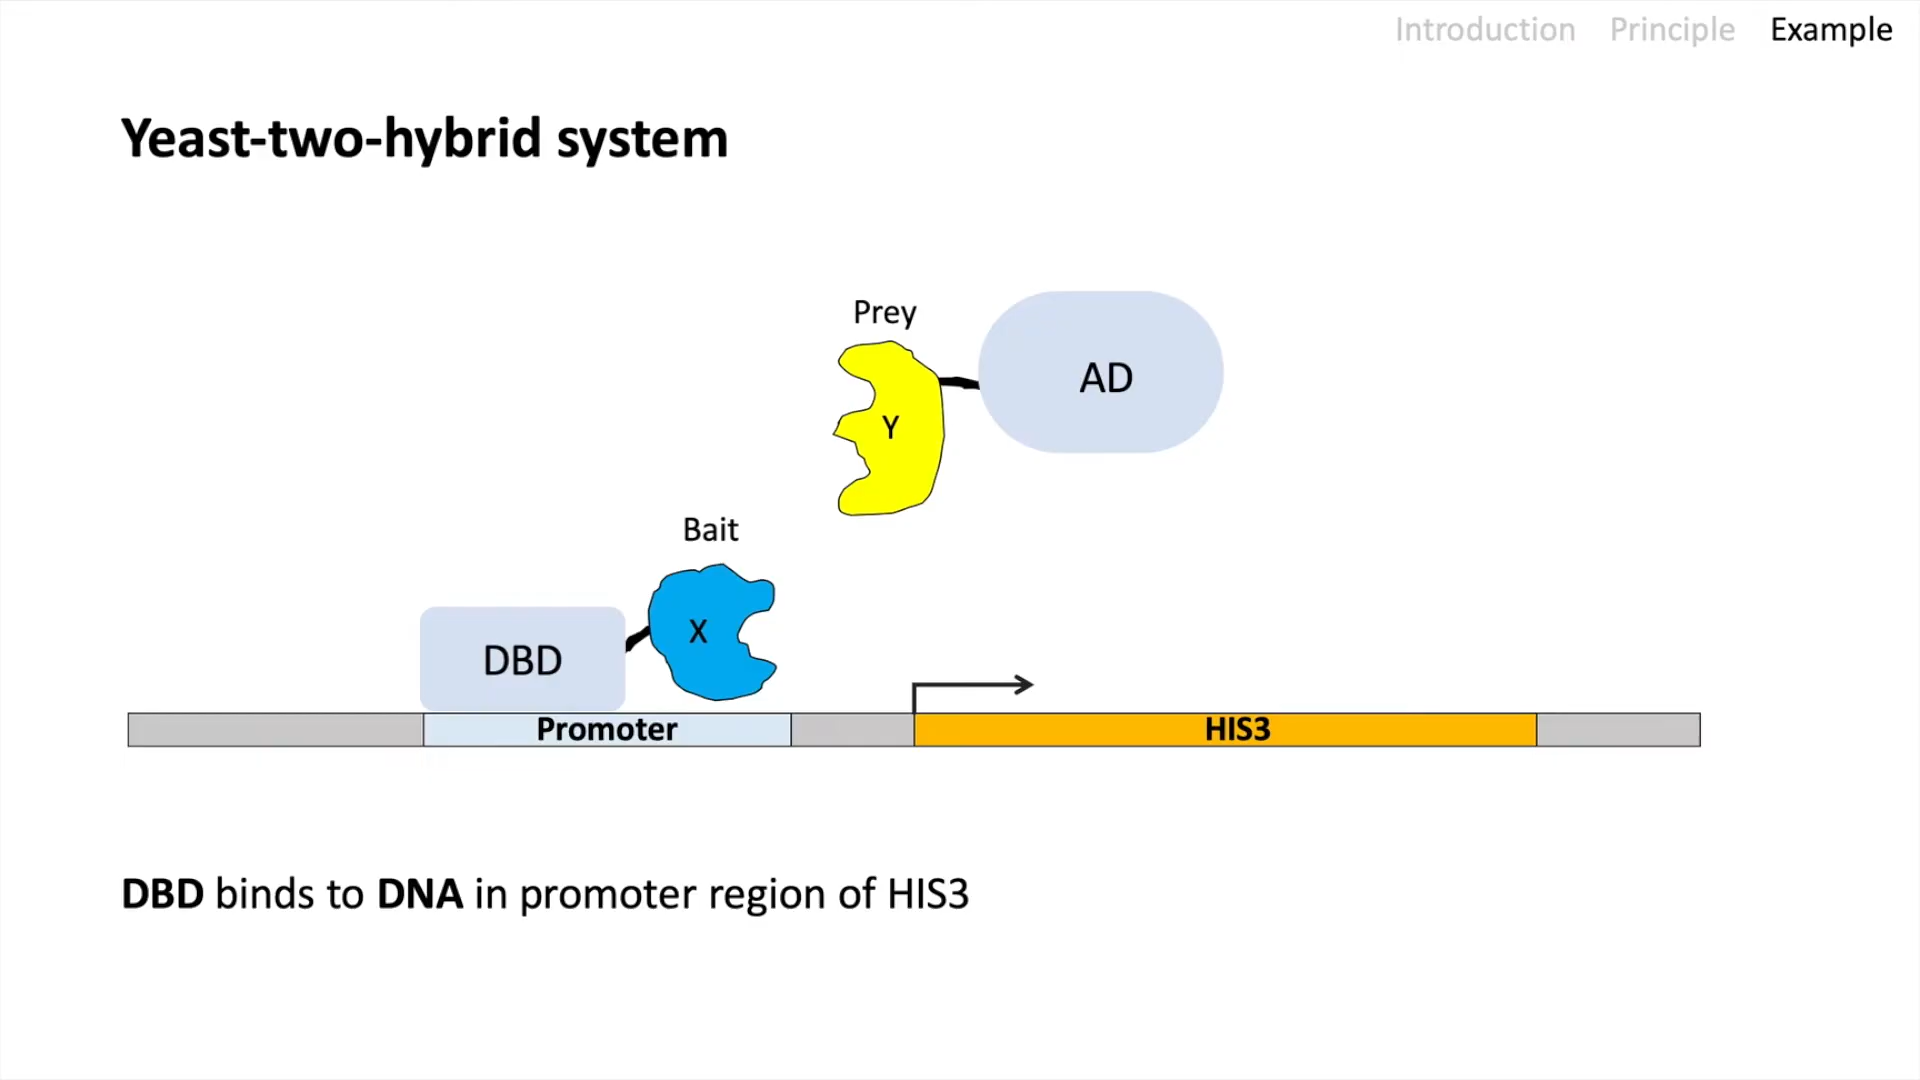 Introduction Principle Example
Yeast-two-hybrid system
Prey
AD
Y
Bait
X
DBD
Promoter
HIS3
DBD binds to DNA in promoter region of HIS3